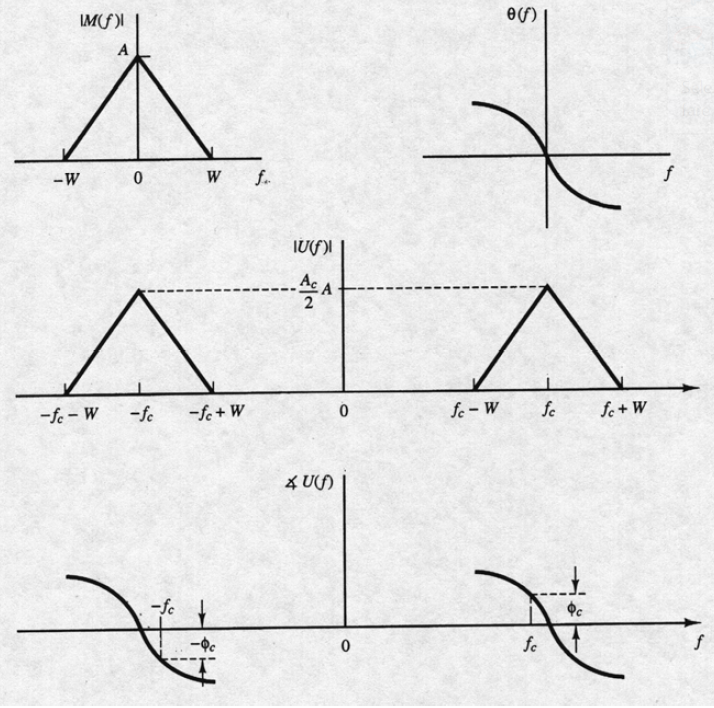 |M(f)|
A
-W
0
W
f
θ(f)
f
|U(f)|
A_c/2 A
-f_c - W
-f_c
-f_c + W
0
f_c - W
f_c
f_c + W
∡ U(f)
-f_c
-ϕ_c
0
f_c
ϕ_c
f